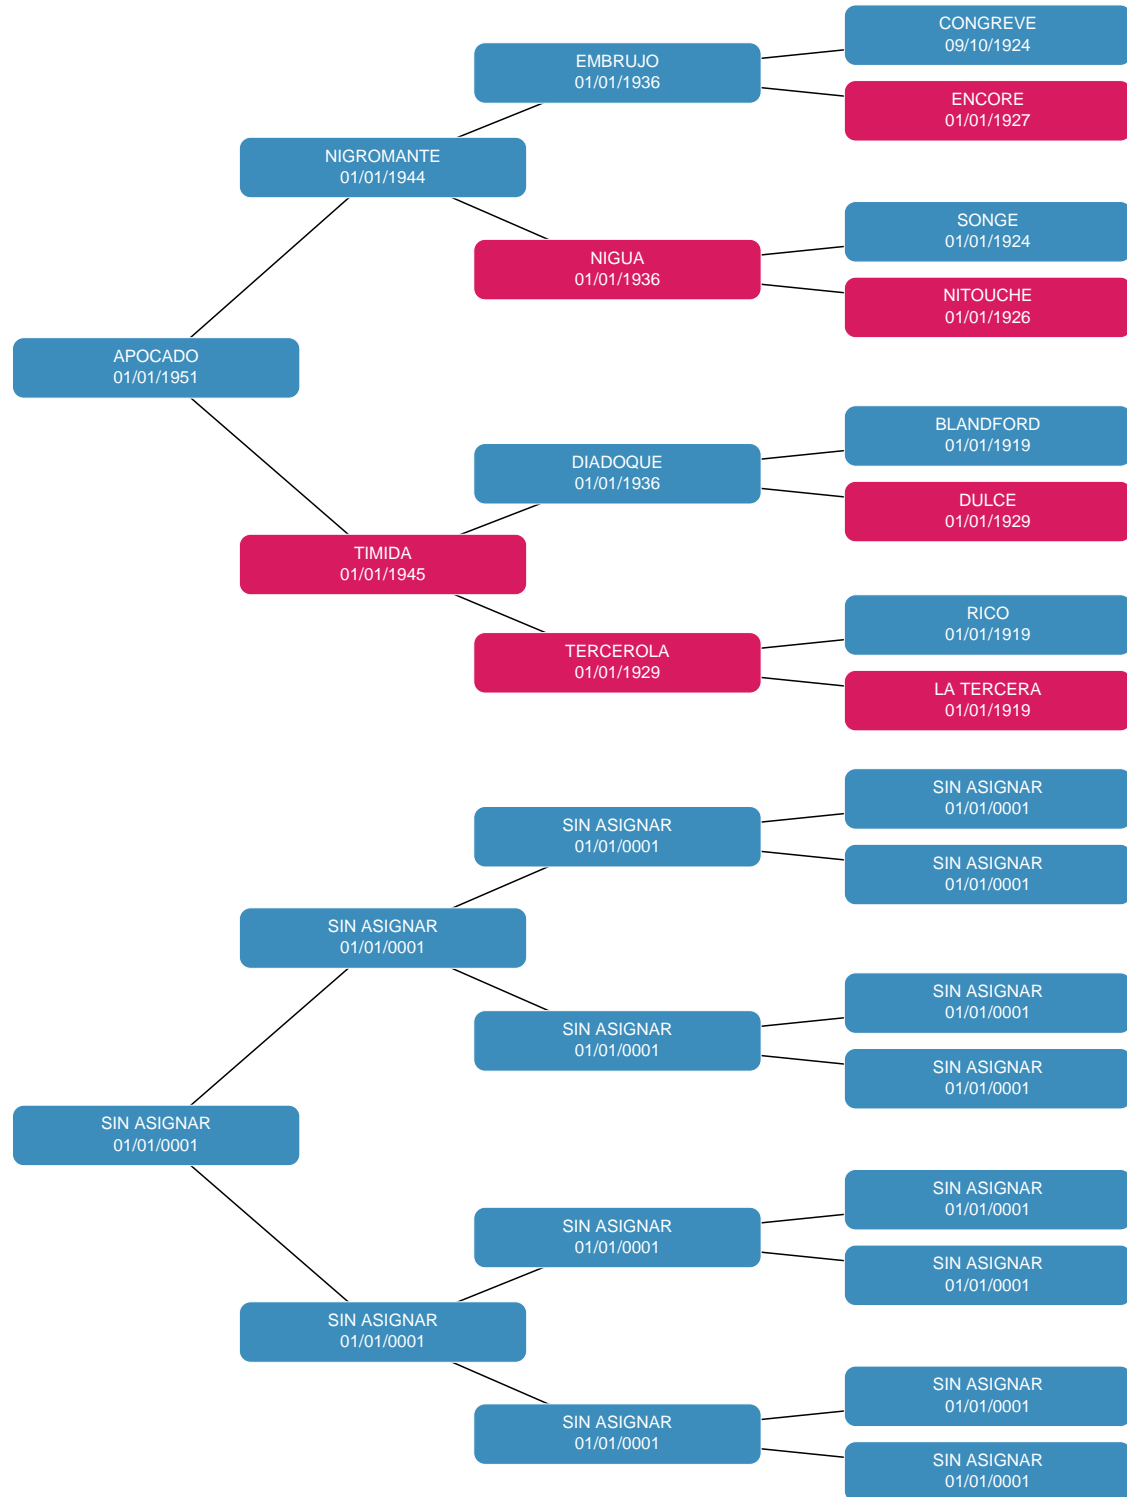 CONGREVE
09/10/1924
EMBRUJO
01/01/1936
ENCORE
01/01/1927
NIGROMANTE
01/01/1944
SONGE
01/01/1924
NIGUA
01/01/1936
NITOUCHE
01/01/1926
APOCADO
01/01/1951
BLANDFORD
01/01/1919
DIADOQUE
01/01/1936
DULCE
01/01/1929
TIMIDA
01/01/1945
RICO
01/01/1919
TERCEROLA
01/01/1929
LA TERCERA
01/01/1919
SIN ASIGNAR
01/01/0001
SIN ASIGNAR
01/01/0001
SIN ASIGNAR
01/01/0001
SIN ASIGNAR
01/01/0001
SIN ASIGNAR
01/01/0001
SIN ASIGNAR
01/01/0001
SIN ASIGNAR
01/01/0001
SIN ASIGNAR
01/01/0001
SIN ASIGNAR
01/01/0001
SIN ASIGNAR
01/01/0001
SIN ASIGNAR
01/01/0001
SIN ASIGNAR
01/01/0001
SIN ASIGNAR
01/01/0001
SIN ASIGNAR
01/01/0001
SIN ASIGNAR
01/01/0001